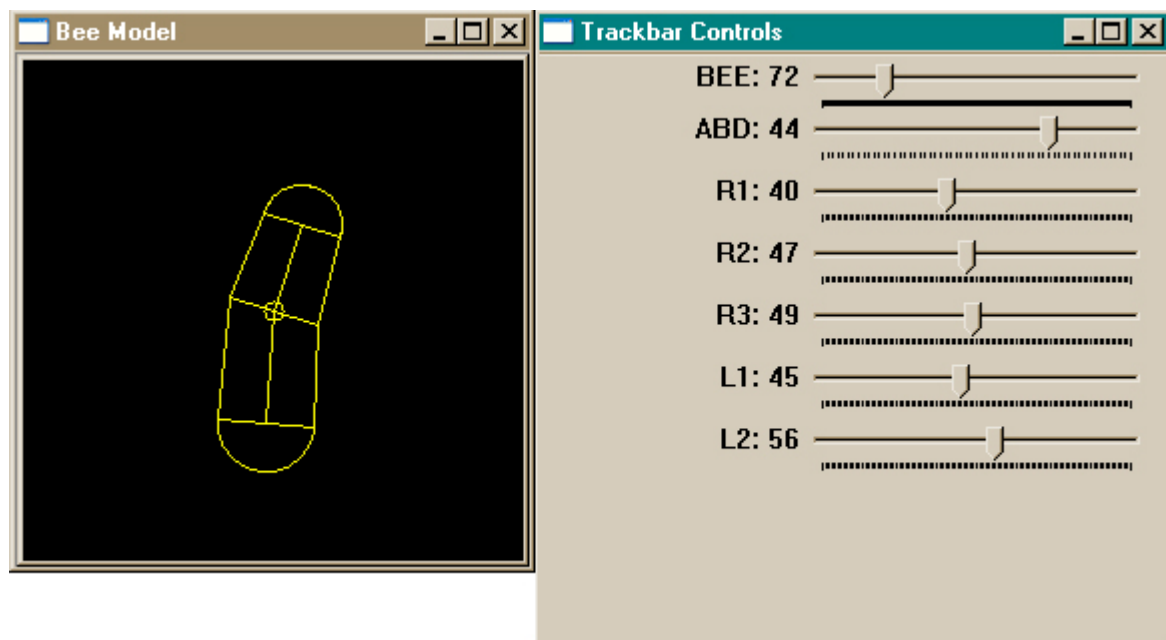 Bee Model
Trackbar Controls
BEE: 72
ABD: 44
R1: 40
R2: 47
R3: 49
L1: 45
L2: 56